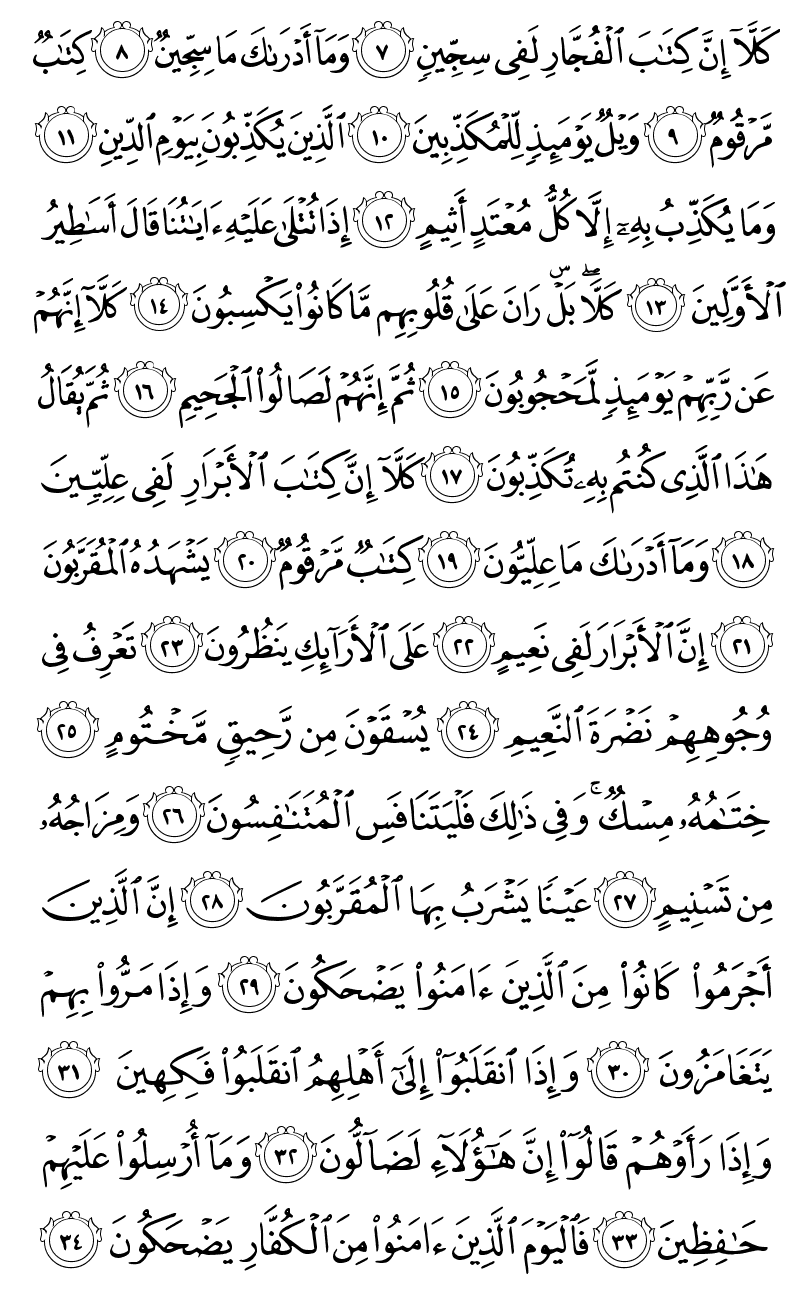 كَلَّآ إِنَّ كِتَٰبَ ٱلۡفُجَّارِ لَفِي سِجِّينٖ ٧ وَمَآ أَدۡرَىٰكَ مَا سِجِّينٞ ٨ كِتَٰبٞ
مَّرۡقُومٞ ٩ وَيۡلٞ يَوۡمَئِذٖ لِّلۡمُكَذِّبِينَ ١٠ ٱلَّذِينَ يُكَذِّبُونَ بِيَوۡمِ ٱلدِّينِ ١١
وَمَا يُكَذِّبُ بِهِۦٓ إِلَّا كُلُّ مُعۡتَدٍ أَثِيمٍ ١٢ إِذَا تُتۡلَىٰ عَلَيۡهِ ءَايَٰتُنَا قَالَ أَسَٰطِيرُ
ٱلۡأَوَّلِينَ ١٣ كَلَّاۖ بَلۡۜ رَانَ عَلَىٰ قُلُوبِهِم مَّا كَانُواْ يَكۡسِبُونَ ١٤ كَلَّآ إِنَّهُمۡ
عَن رَّبِّهِمۡ يَوۡمَئِذٖ لَّمَحۡجُوبُونَ ١٥ ثُمَّ إِنَّهُمۡ لَصَالُواْ ٱلۡجَحِيمِ ١٦ ثُمَّ يُقَالُ
هَٰذَا ٱلَّذِي كُنتُم بِهِۦ تُكَذِّبُونَ ١٧ كَلَّآ إِنَّ كِتَٰبَ ٱلۡأَبۡرَارِ لَفِي عِلِّيِّينَ
١٨ وَمَآ أَدۡرَىٰكَ مَا عِلِّيُّونَ ١٩ كِتَٰبٞ مَّرۡقُومٞ ٢٠ يَشۡهَدُهُ ٱلۡمُقَرَّبُونَ
٢١ إِنَّ ٱلۡأَبۡرَارَ لَفِي نَعِيمٍ ٢٢ عَلَى ٱلۡأَرَآئِكِ يَنظُرُونَ ٢٣ تَعۡرِفُ فِي
وُجُوهِهِمۡ نَضۡرَةَ ٱلنَّعِيمِ ٢٤ يُسۡقَوۡنَ مِن رَّحِيقٖ مَّخۡتُومٍ ٢٥
خِتَٰمُهُۥ مِسۡكٞۚ وَفِي ذَٰلِكَ فَلۡيَتَنَافَسِ ٱلۡمُتَنَٰفِسُونَ ٢٦ وَمِزَاجُهُۥ
مِن تَسۡنِيمٍ ٢٧ عَيۡنٗا يَشۡرَبُ بِهَا ٱلۡمُقَرَّبُونَ ٢٨ إِنَّ ٱلَّذِينَ
أَجۡرَمُواْ كَانُواْ مِنَ ٱلَّذِينَ ءَامَنُواْ يَضۡحَكُونَ ٢٩ وَإِذَا مَرُّواْ بِهِمۡ
يَتَغَامَزُونَ ٣٠ وَإِذَا ٱنقَلَبُوٓاْ إِلَىٰٓ أَهۡلِهِمُ ٱنقَلَبُواْ فَكِهِينَ ٣١
وَإِذَا رَأَوۡهُمۡ قَالُوٓاْ إِنَّ هَٰٓؤُلَآءِ لَضَآلُّونَ ٣٢ وَمَآ أُرۡسِلُواْ عَلَيۡهِمۡ
حَٰفِظِينَ ٣٣ فَٱلۡيَوۡمَ ٱلَّذِينَ ءَامَنُواْ مِنَ ٱلۡكُفَّارِ يَضۡحَكُونَ ٣٤